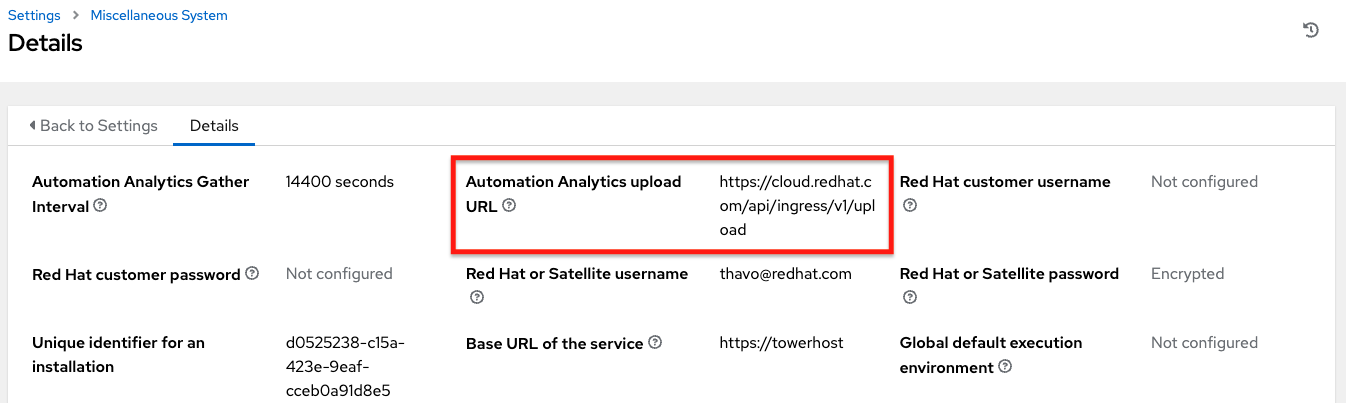 Settings > Miscellaneous System
Details
Back to Settings
Details
Automation Analytics Gather
Interval
14400 seconds
Automation Analytics upload
URL
https://cloud.redhat.c
om/api/ingress/v1/upl
oad
Red Hat customer username
Not configured
Red Hat customer password
Not configured
Red Hat or Satellite username
thavo@redhat.com
Red Hat or Satellite password
Encrypted
Unique identifier for an
installation
d0525238-c15a-
423e-9eaf-
cceb0a91d8e5
Base URL of the service
https://towerhost
Global default execution
environment
Not configured